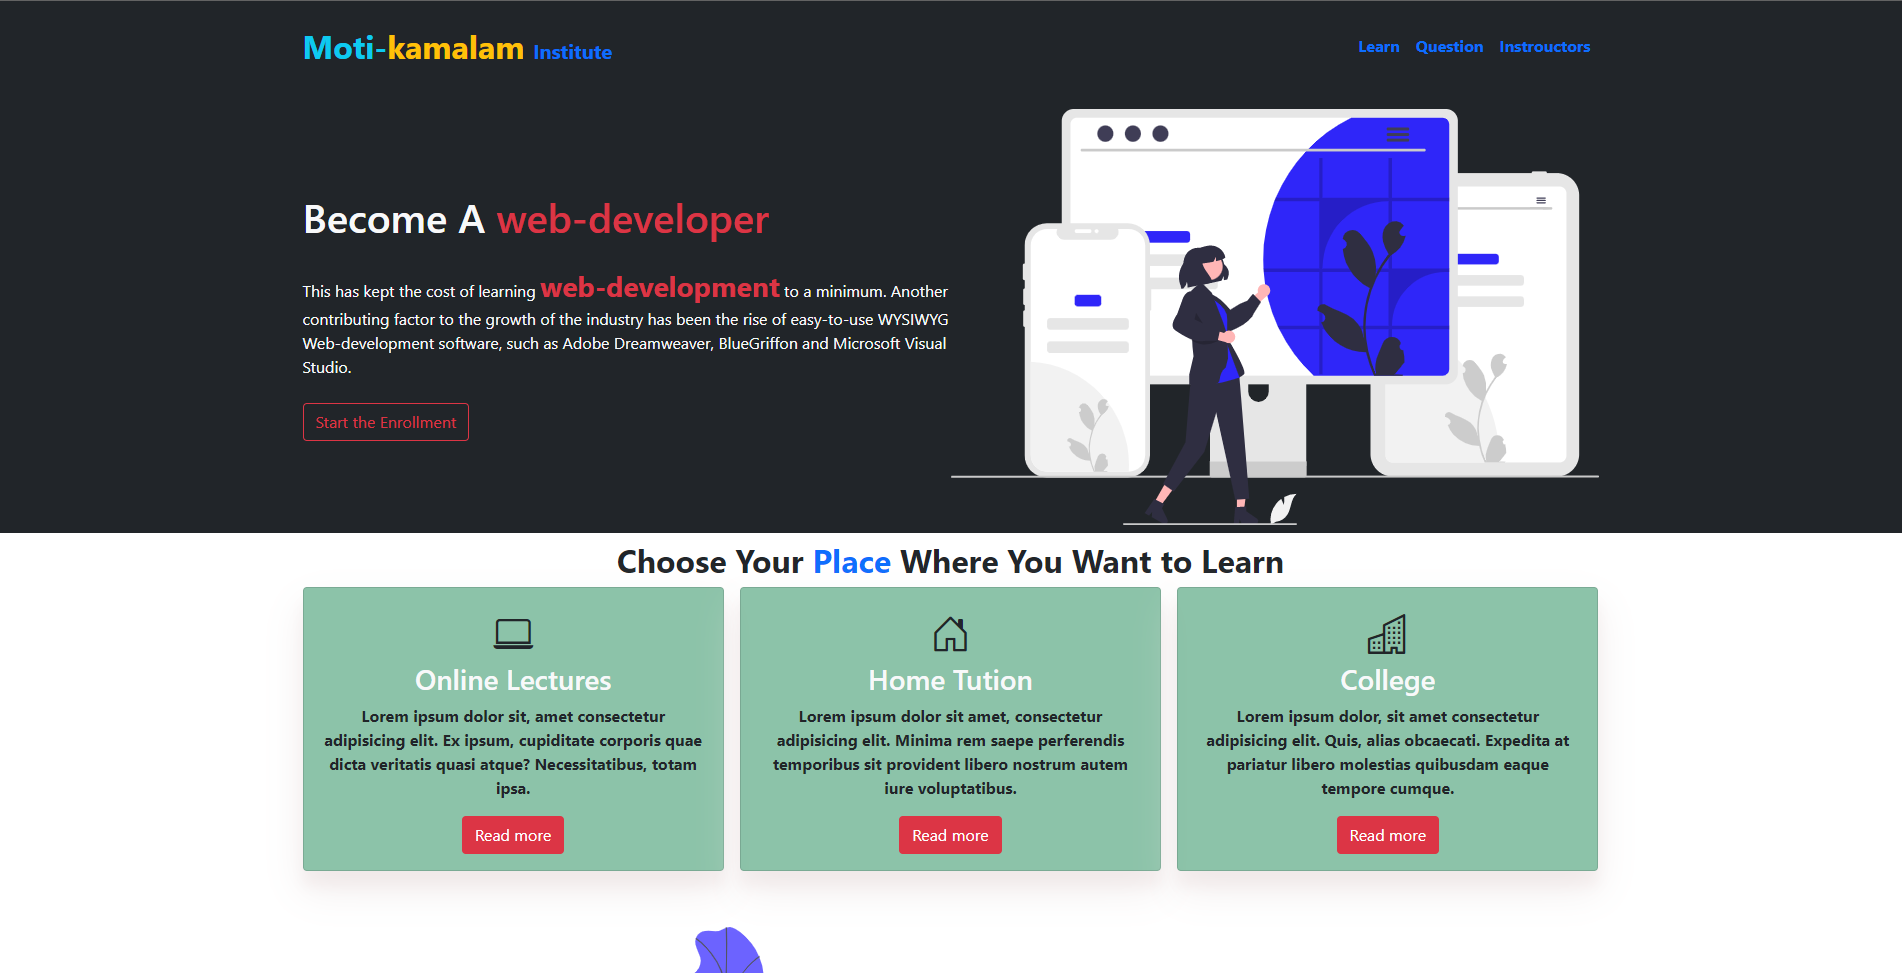 Moti-kamalam Institute
Learn Question Instrouctors
Become A web-developer
This has kept the cost of learning web-development to a minimum. Another
contributing factor to the growth of the industry has been the rise of easy-to-use WYSIWYG
Web-development software, such as Adobe Dreamweaver, BlueGriffon and Microsoft Visual
Studio.
Start the Enrollment
Choose Your Place Where You Want to Learn
Online Lectures
Lorem ipsum dolor sit, amet consectetur
adipisicing elit. Ex ipsum, cupiditate corporis quae
dicta veritatis quasi atque? Necessitatibus, totam
ipsa.
Read more
Home Tution
Lorem ipsum dolor sit amet, consectetur
adipisicing elit. Minima rem saepe perferendis
temporibus sit provident libero nostrum autem
iure voluptatibus.
Read more
College
Lorem ipsum dolor, sit amet consectetur
adipisicing elit. Quis, alias obcaecati. Expedita at
pariatur libero molestias quibusdam eaque
tempore cumque.
Read more